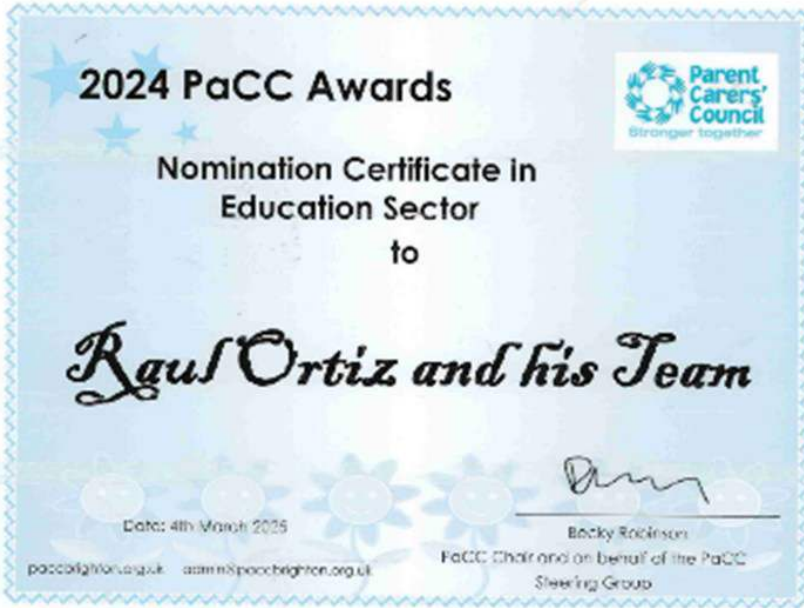 2024 PaCC Awards
Parent
Carers'
Council
Stronger together
Nomination Certificate in
Education Sector
to
Raul Ortiz and his Team
Date: 4th March 2025
Becky Robinson
PaCC Chair and on behalf of the PaCC
Steering Group
paccbrighton.org.uk admin@paccbrighton.org.uk